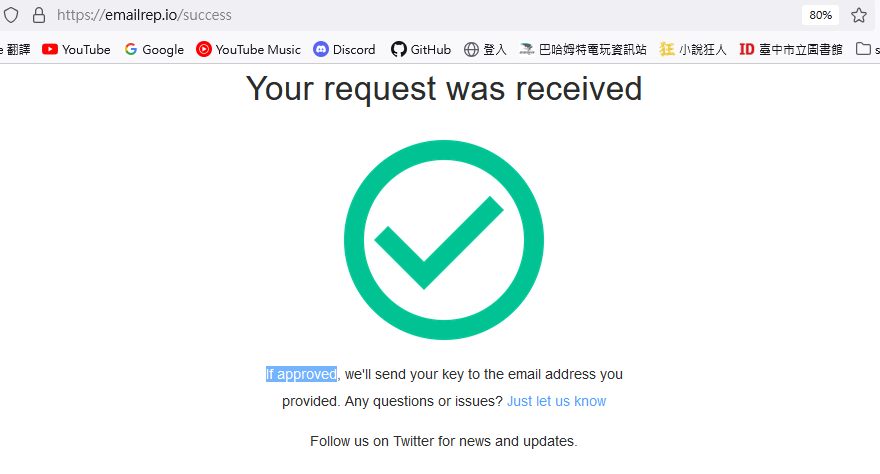 https://emailrep.io/success
80%
翻譯 YouTube Google YouTube Music Discord GitHub 登入 巴哈姆特電玩資訊站 狂 小說狂人 ID 臺中市立圖書館
Your request was received
If approved, we'll send your key to the email address you
provided. Any questions or issues? Just let us know
Follow us on Twitter for news and updates.